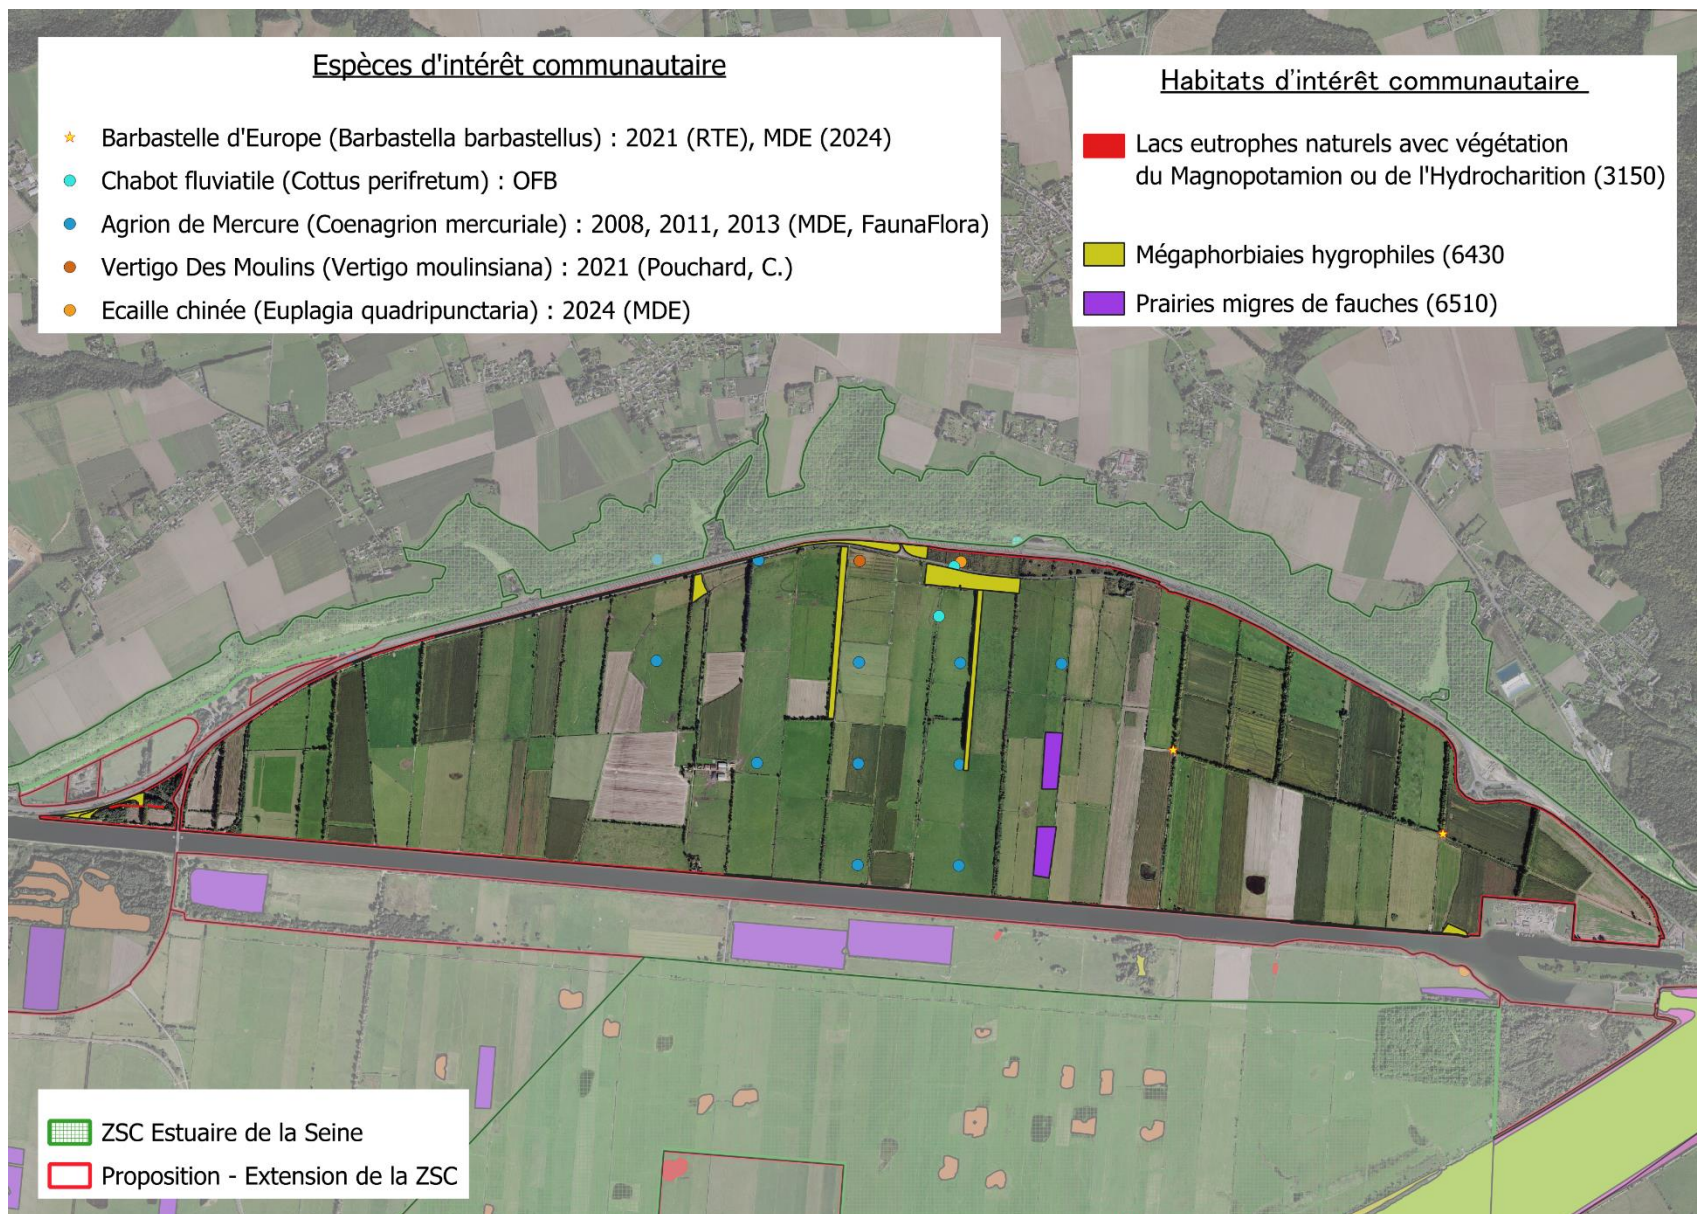 Espèces d'intérêt communautaire
Barbastelle d'Europe (Barbastella barbastellus) : 2021 (RTE), MDE (2024)
Chabot fluviatile (Cottus perifretum) : OFB
Agrion de Mercure (Coenagrion mercuriale) : 2008, 2011, 2013 (MDE, FaunaFlora)
Vertigo Des Moulins (Vertigo moulinsiana) : 2021 (Pouchard, C.)
Ecaille chinée (Euplagia quadripunctaria) : 2024 (MDE)
Habitats d'intérêt communautaire
Lacs eutrophes naturels avec végétation
du Magnopotamion ou de l'Hydrocharition (3150)
Mégaphorbiaies hygrophiles (6430
Prairies migres de fauches (6510)
ZSC Estuaire de la Seine
Proposition - Extension de la ZSC